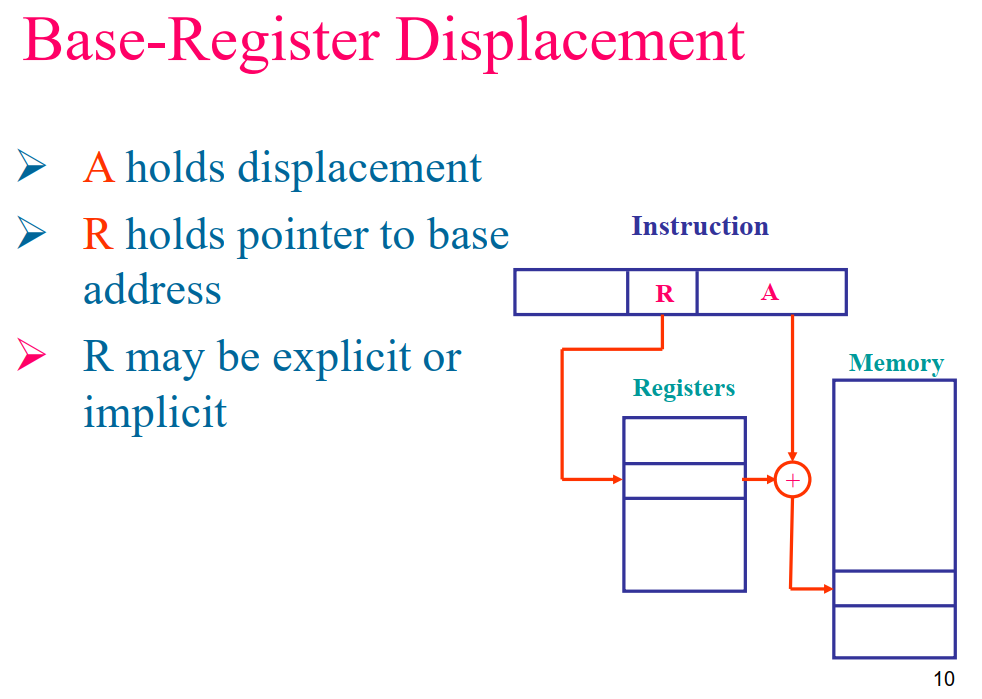 Base-Register Displacement
A holds displacement
R holds pointer to base
address
R may be explicit or
implicit
Instruction
R
A
Registers
Memory
+
10